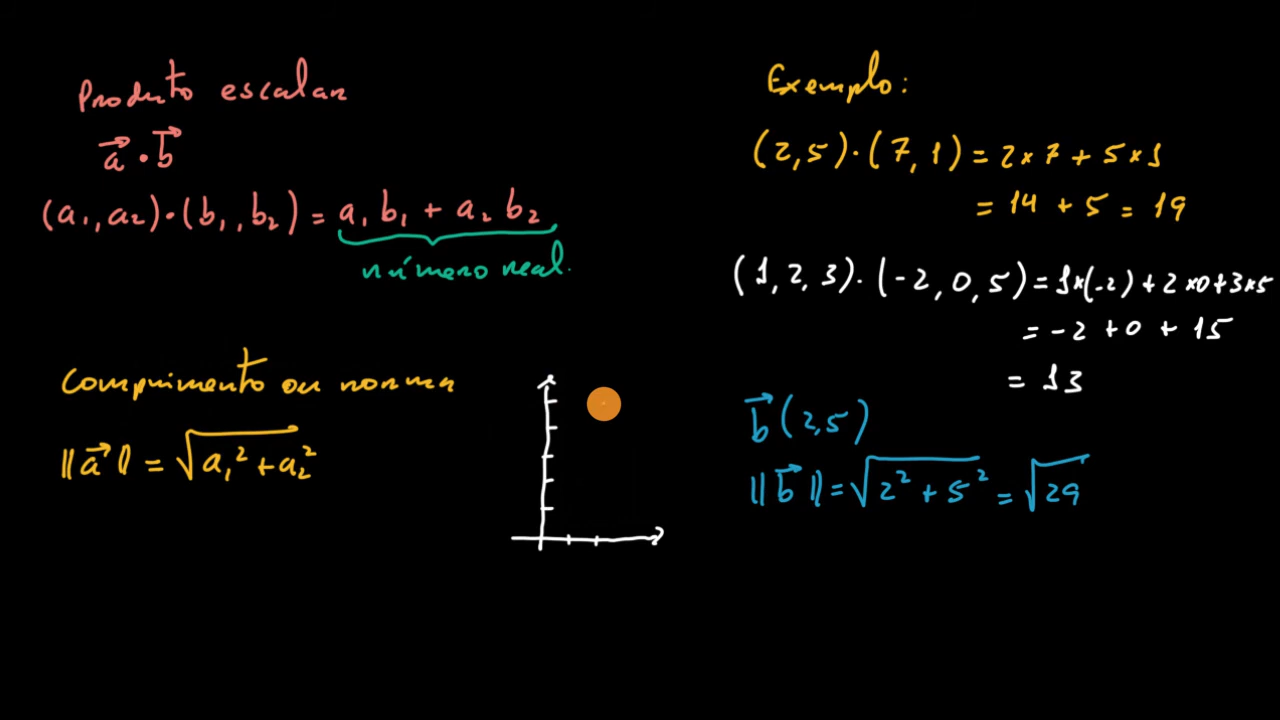 Produto escalar
a⃗ · b⃗
(a₁, a₂) · (b₁, b₂) = a₁ b₁ + a₂ b₂
número real.
Comprimento ou norma
||a⃗|| = √(a₁² + a₂²)
Exemplo:
(2,5) · (7,1) = 2×7 + 5×1
= 14 + 5 = 19
(1, 2, 3) · (-2, 0, 5) = 1×(-2) + 2×0 + 3×5
= -2 + 0 + 15
= 13
b⃗ (2,5)
||b⃗|| = √(2² + 5²) = √29